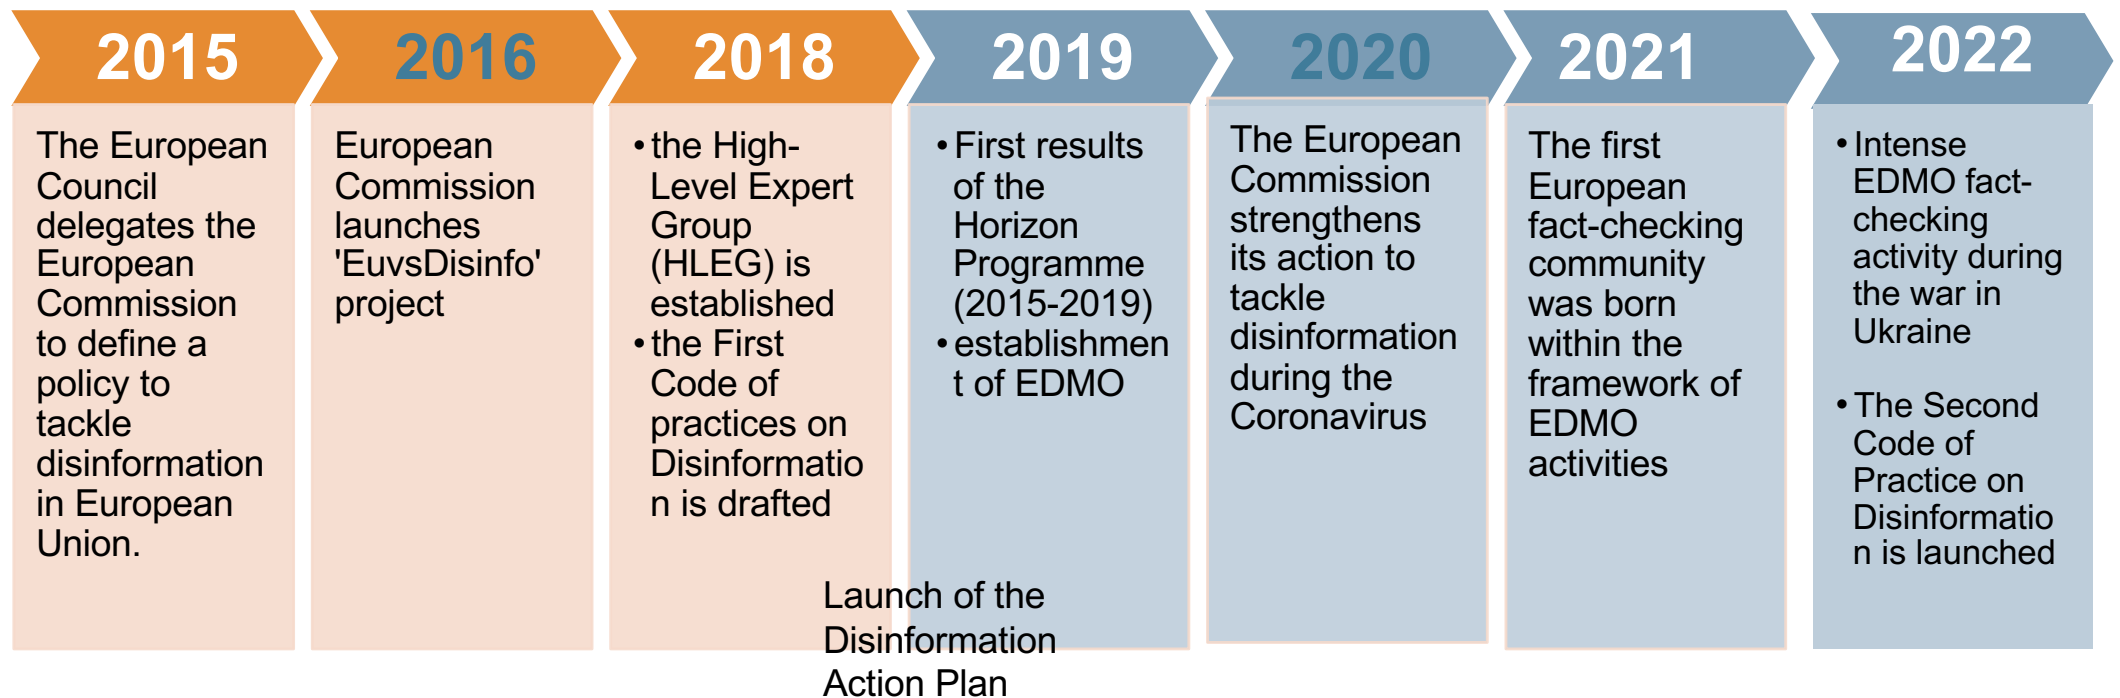 2015
The European
Council
delegates the
European
Commission
to define a
policy to
tackle
disinformation
in European
Union.
2016
European
Commission
launches
'EuvsDisinfo'
project
2018
• the High-
Level Expert
Group
(HLEG) is
established
• the First
Code of
practices on
Disinformatio
n is drafted
2019
• First results
of the
Horizon
Programme
(2015-2019)
• establishmen
t of EDMO
Launch of the
Disinformation
Action Plan
2020
The European
Commission
strengthens
its action to
tackle
disinformation
during the
Coronavirus
2021
The first
European
fact-checking
community
was born
within the
framework of
EDMO
activities
2022
• Intense
EDMO fact-
checking
activity during
the war in
Ukraine
• The Second
Code of
Practice on
Disinformatio
n is launched